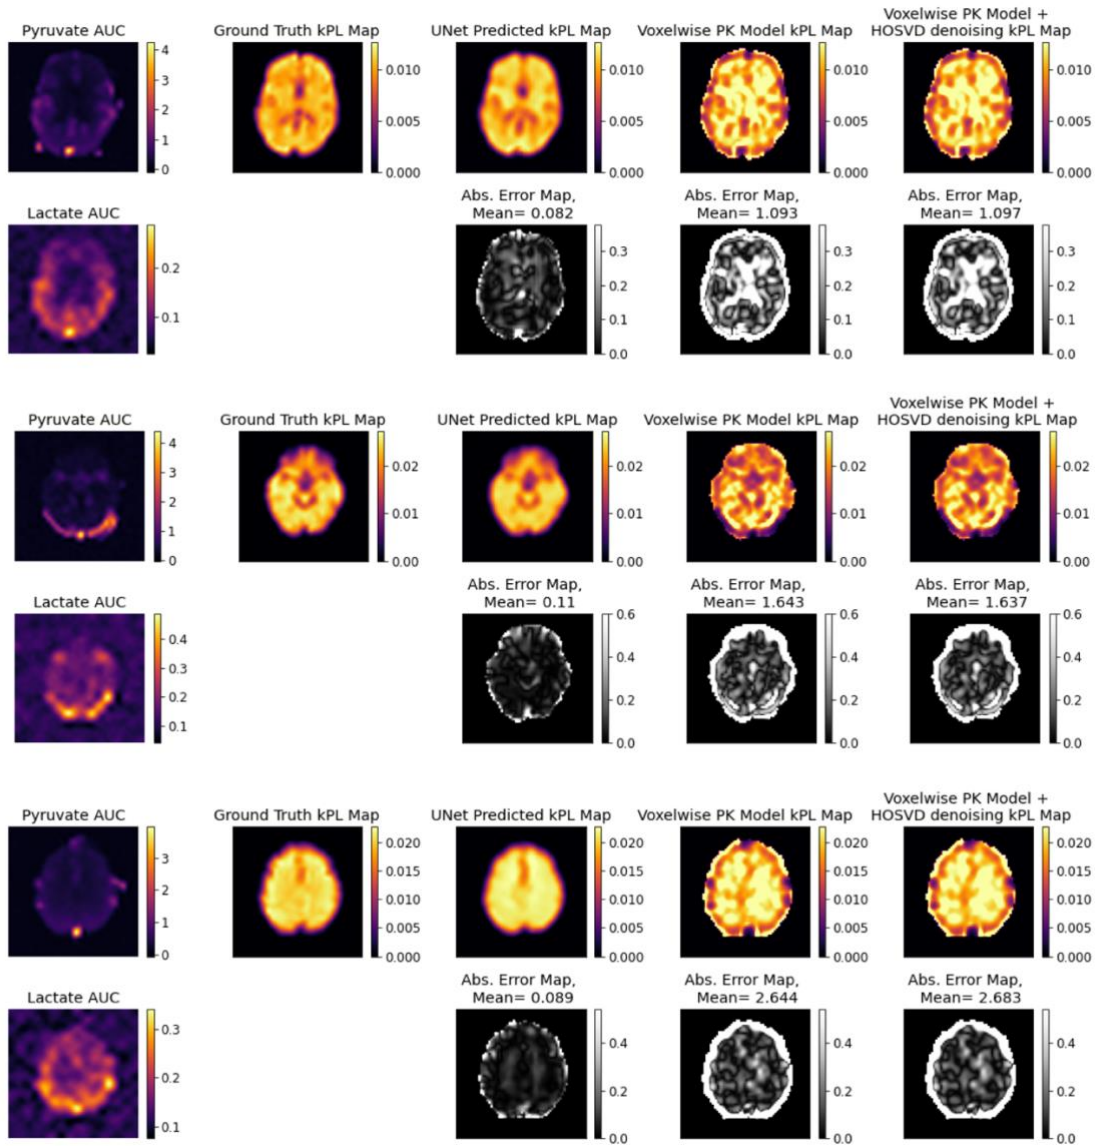 Pyruvate AUC
4
3
2
1
0
Ground Truth kPL Map
0.010
0.005
0.000
UNet Predicted kPL Map
0.010
0.005
0.000
Voxelwise PK Model kPL Map
0.010
0.005
0.000
Voxelwise PK Model +
HOSVD denoising kPL Map
0.010
0.005
0.000
Lactate AUC
0.2
0.1
Abs. Error Map,
Mean= 0.082
0.3
0.2
0.1
0.0
Abs. Error Map,
Mean= 1.093
0.3
0.2
0.1
0.0
Abs. Error Map,
Mean= 1.097
0.3
0.2
0.1
0.0
Pyruvate AUC
4
3
2
1
0
Ground Truth kPL Map
0.02
0.01
0.00
UNet Predicted kPL Map
0.02
0.01
0.00
Voxelwise PK Model kPL Map
0.02
0.01
0.00
Voxelwise PK Model +
HOSVD denoising kPL Map
0.02
0.01
0.00
Lactate AUC
0.4
0.3
0.2
0.1
Abs. Error Map,
Mean= 0.11
0.6
0.4
0.2
0.0
Abs. Error Map,
Mean= 1.643
0.6
0.4
0.2
0.0
Abs. Error Map,
Mean= 1.637
0.6
0.4
0.2
0.0
Pyruvate AUC
3
2
1
0
Ground Truth kPL Map
0.020
0.015
0.010
0.005
0.000
UNet Predicted kPL Map
0.020
0.015
0.010
0.005
0.000
Voxelwise PK Model kPL Map
0.020
0.015
0.010
0.005
0.000
Voxelwise PK Model +
HOSVD denoising kPL Map
0.020
0.015
0.010
0.005
0.000
Lactate AUC
0.3
0.2
0.1
Abs. Error Map,
Mean= 0.089
0.4
0.2
0.0
Abs. Error Map,
Mean= 2.644
0.4
0.2
0.0
Abs. Error Map,
Mean= 2.683
0.4
0.2
0.0